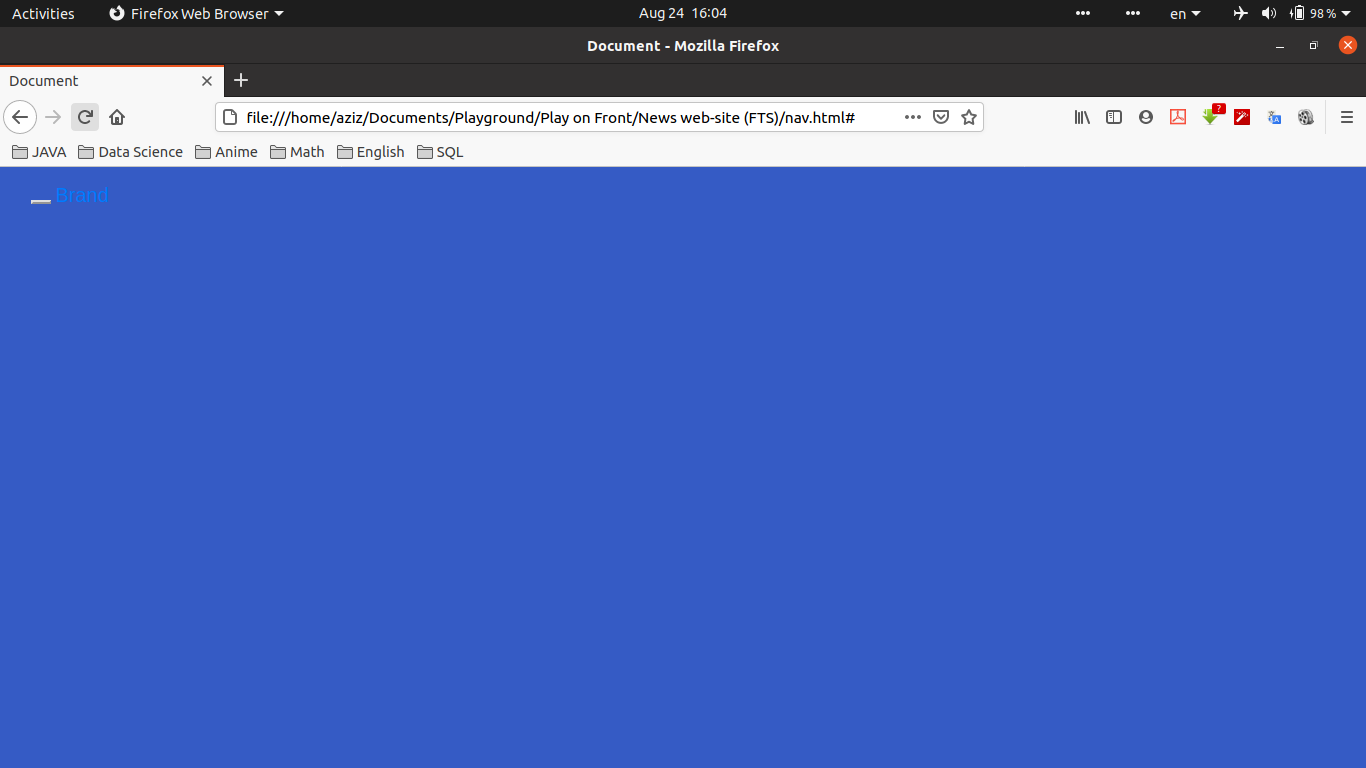 Activities Firefox Web Browser Aug 24 16:04 en 98%
Document - Mozilla Firefox
Document
file:///home/aziz/Documents/Playground/Play on Front/News web-site (FTS)/nav.html#
JAVA Data Science Anime Math English SQL
Brand